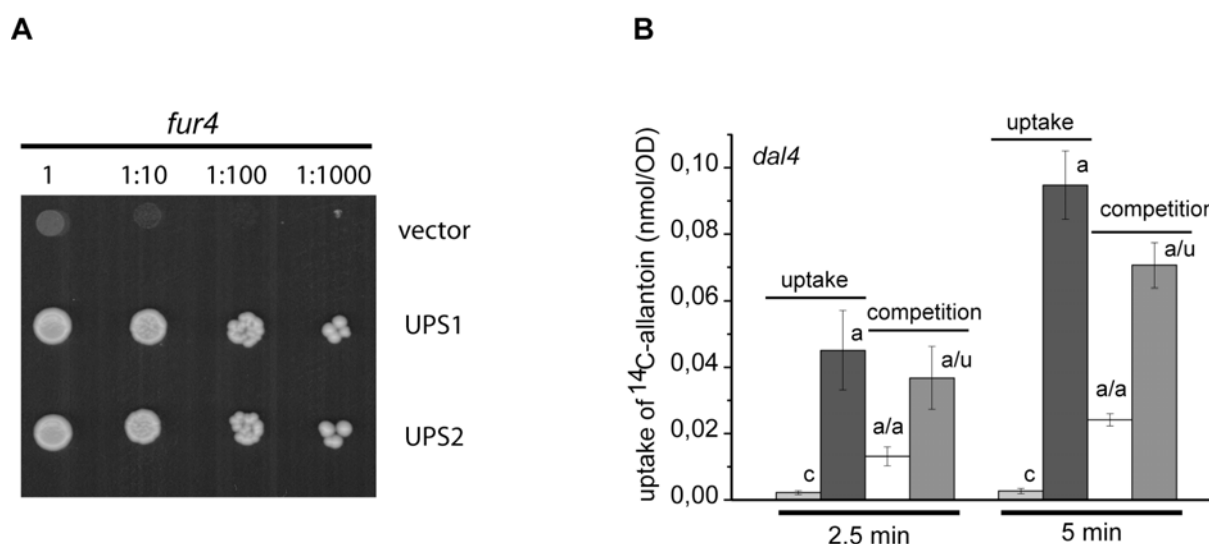 A
fur4
1 1:10 1:100 1:1000
vector
UPS1
UPS2
B
uptake of ¹⁴C-allantoin (nmol/OD)
0,10
0,08
0,06
0,04
0,02
0,00
dal4
uptake
a
competition
a/u
a/a
c
2.5 min
uptake
a
competition
a/u
a/a
c
5 min